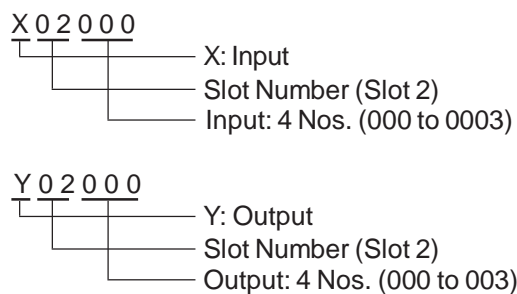 X 0 2 0 0 0
X: Input
Slot Number (Slot 2)
Input: 4 Nos. (000 to 0003)
Y 0 2 0 0 0
Y: Output
Slot Number (Slot 2)
Output: 4 Nos. (000 to 003)